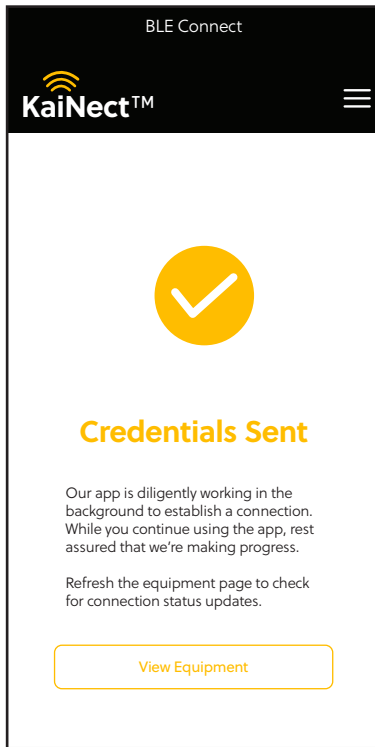 BLE Connect
KaiNect™
Credentials Sent
Our app is diligently working in the
background to establish a connection.
While you continue using the app, rest
assured that we’re making progress.
Refresh the equipment page to check
for connection status updates.
View Equipment